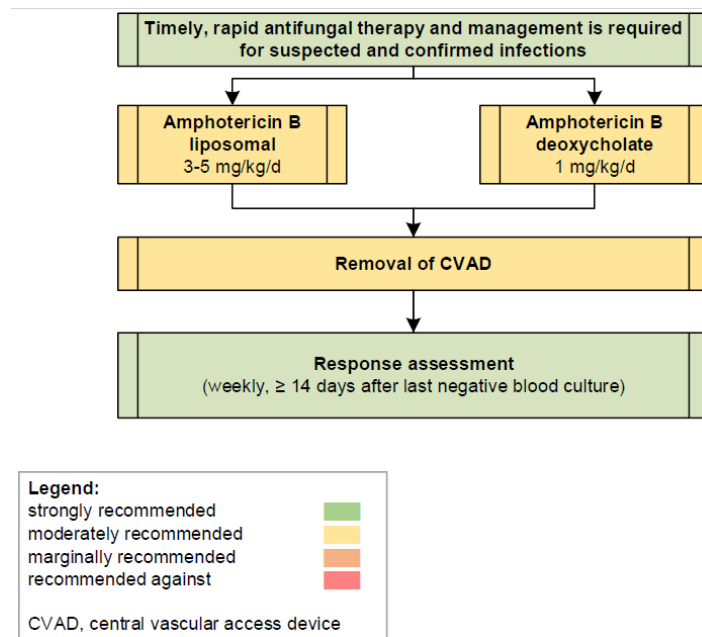 Timely, rapid antifungal therapy and management is required
for suspected and confirmed infections
Amphotericin B
liposomal
3-5 mg/kg/d
Amphotericin B
deoxycholate
1 mg/kg/d
Removal of CVAD
Response assessment
(weekly, ≥ 14 days after last negative blood culture)
Legend:
strongly recommended
moderately recommended
marginally recommended
recommended against
CVAD, central vascular access device